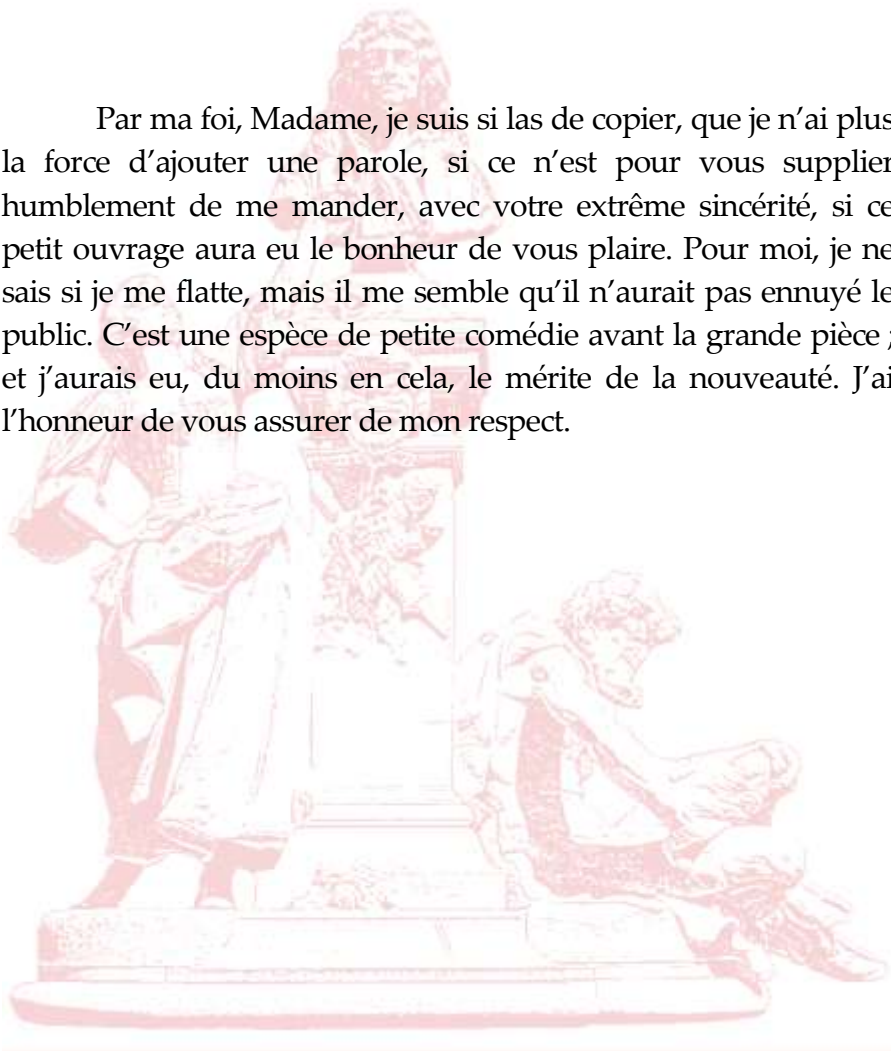 Par ma foi, Madame, je suis si las de copier, que je n’ai plus
la force d’ajouter une parole, si ce n’est pour vous supplier
humblement de me mander, avec votre extrême sincérité, si ce
petit ouvrage aura eu le bonheur de vous plaire. Pour moi, je ne
sais si je me flatte, mais il me semble qu’il n’aurait pas ennuyé le
public. C’est une espèce de petite comédie avant la grande pièce ;
et j’aurais eu, du moins en cela, le mérite de la nouveauté. J’ai
l’honneur de vous assurer de mon respect.